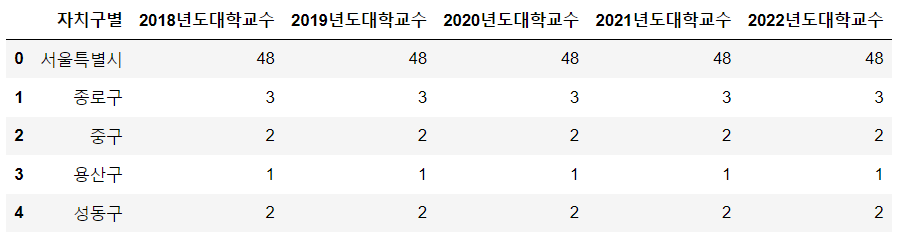 자치구별 2018년도대학교수 2019년도대학교수 2020년도대학교수 2021년도대학교수 2022년도대학교수
0 서울특별시 48 48 48 48 48
1 종로구 3 3 3 3 3
2 중구 2 2 2 2 2
3 용산구 1 1 1 1 1
4 성동구 2 2 2 2 2